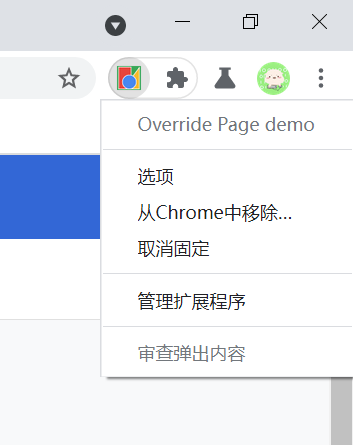 Override Page demo
选项
从Chrome中移除...
取消固定
管理扩展程序
审查弹出内容